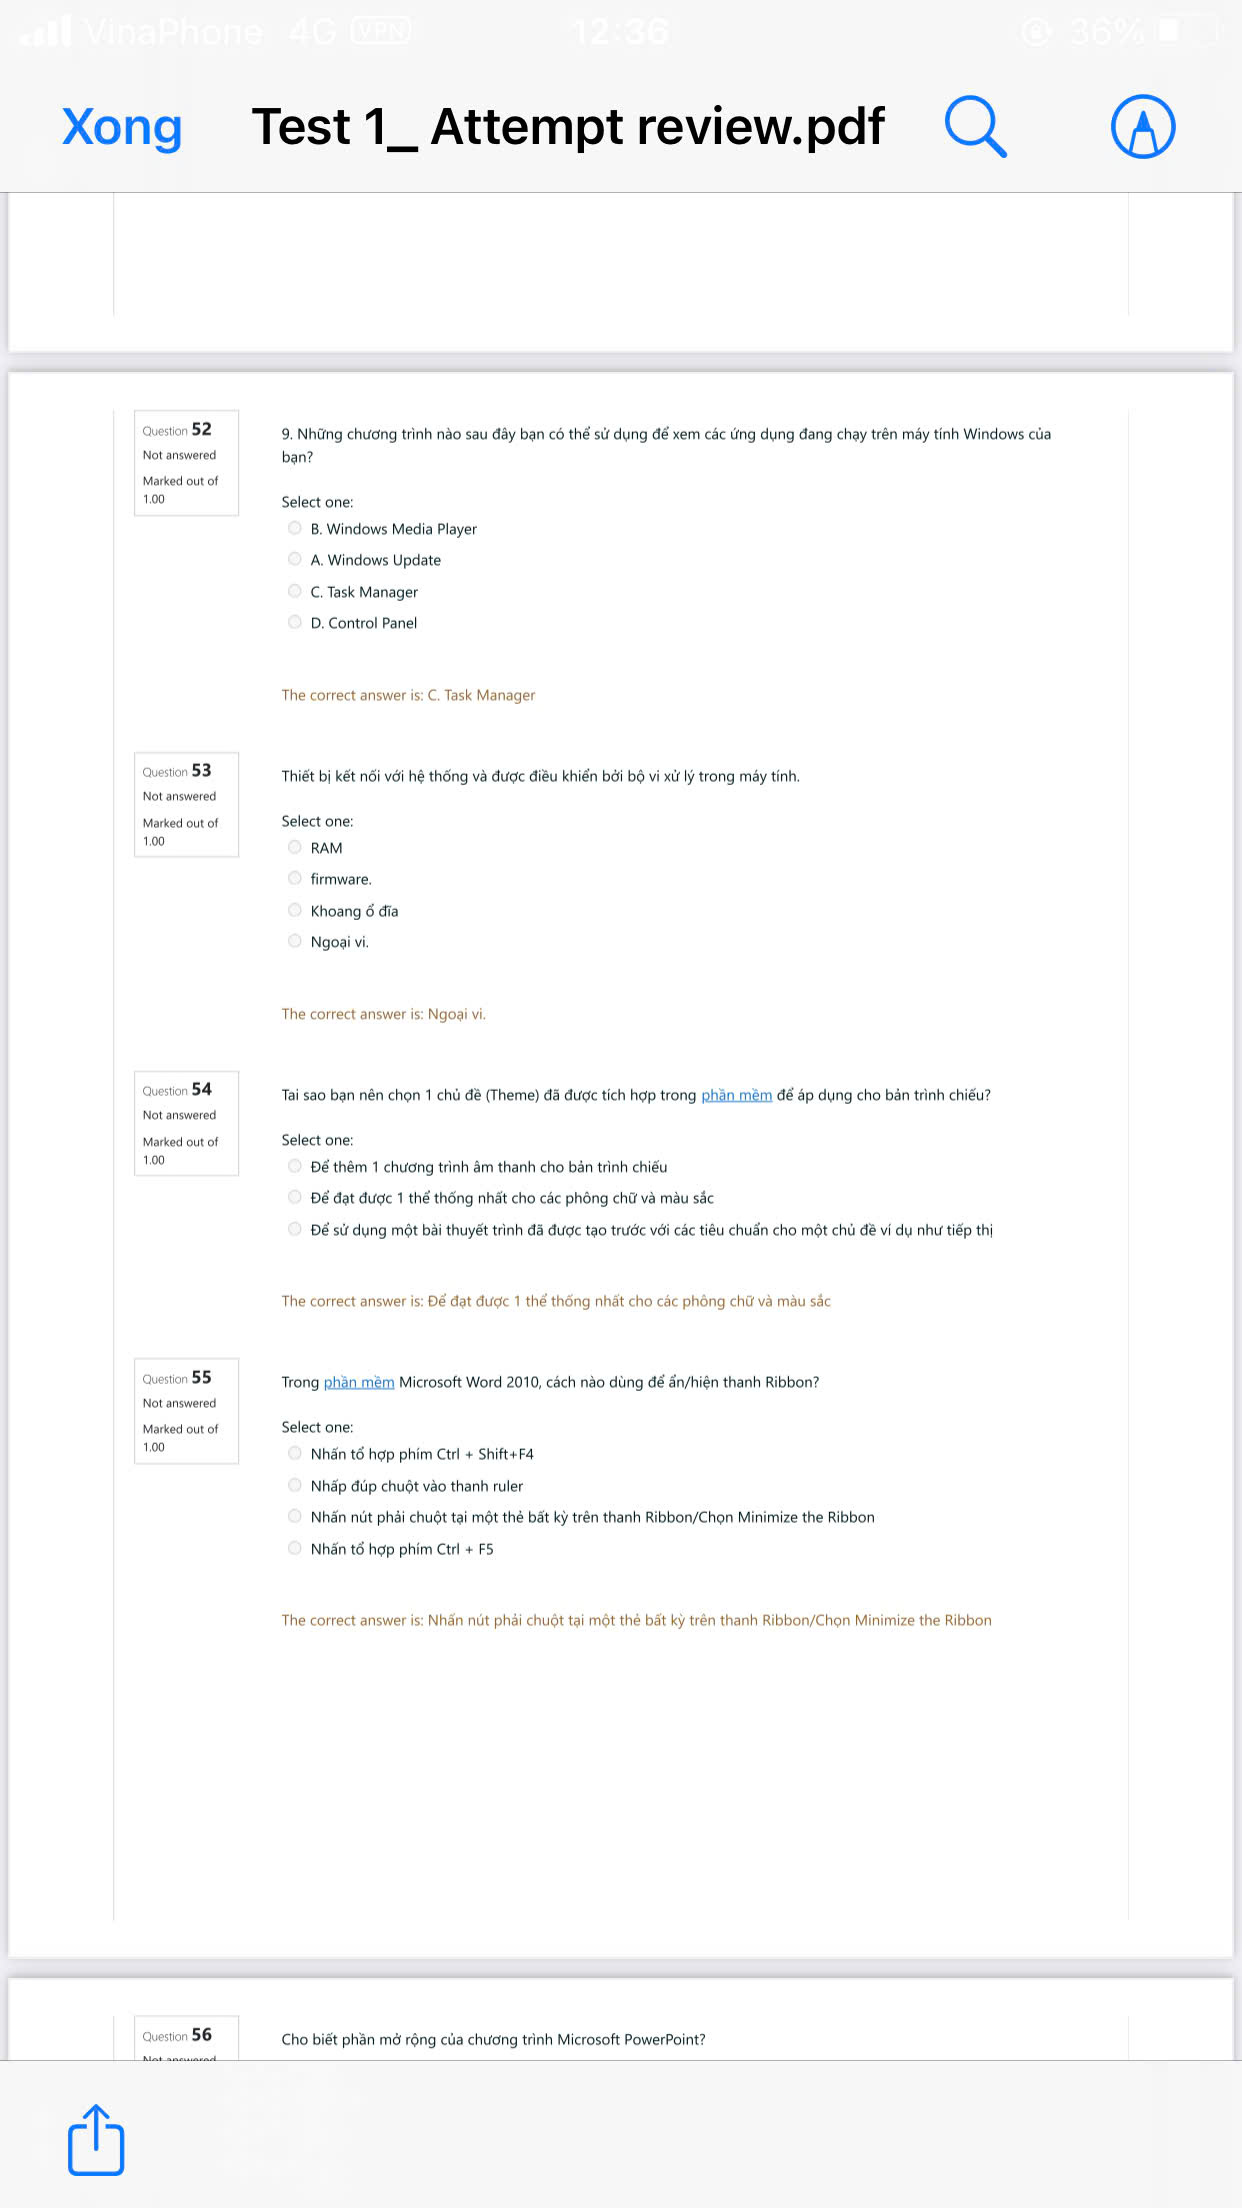 VinaPhone 4G VPN 12:36 36%
Xong Test 1_ Attempt review.pdf
Question 52
Not answered
Marked out of
1.00
9. Những chương trình nào sau đây bạn có thể sử dụng để xem các ứng dụng đang chạy trên máy tính Windows của
bạn?
Select one:
B. Windows Media Player
A. Windows Update
C. Task Manager
D. Control Panel
The correct answer is: C. Task Manager
Question 53
Not answered
Marked out of
1.00
Thiết bị kết nối với hệ thống và được điều khiển bởi bộ vi xử lý trong máy tính.
Select one:
RAM
firmware.
Khoang ổ đĩa
Ngoại vi.
The correct answer is: Ngoại vi.
Question 54
Not answered
Marked out of
1.00
Tai sao bạn nên chọn 1 chủ đề (Theme) đã được tích hợp trong phần mềm để áp dụng cho bản trình chiếu?
Select one:
Để thêm 1 chương trình âm thanh cho bản trình chiếu
Để đạt được 1 thể thống nhất cho các phông chữ và màu sắc
Để sử dụng một bài thuyết trình đã được tạo trước với các tiêu chuẩn cho một chủ đề ví dụ như tiếp thị
The correct answer is: Để đạt được 1 thể thống nhất cho các phông chữ và màu sắc
Question 55
Not answered
Marked out of
1.00
Trong phần mềm Microsoft Word 2010, cách nào dùng để ẩn/hiện thanh Ribbon?
Select one:
Nhấn tổ hợp phím Ctrl + Shift+F4
Nhấp đúp chuột vào thanh ruler
Nhấn nút phải chuột tại một thẻ bất kỳ trên thanh Ribbon/Chọn Minimize the Ribbon
Nhấn tổ hợp phím Ctrl + F5
The correct answer is: Nhấn nút phải chuột tại một thẻ bất kỳ trên thanh Ribbon/Chọn Minimize the Ribbon
Question 56
Not answered
Cho biết phần mở rộng của chương trình Microsoft PowerPoint?